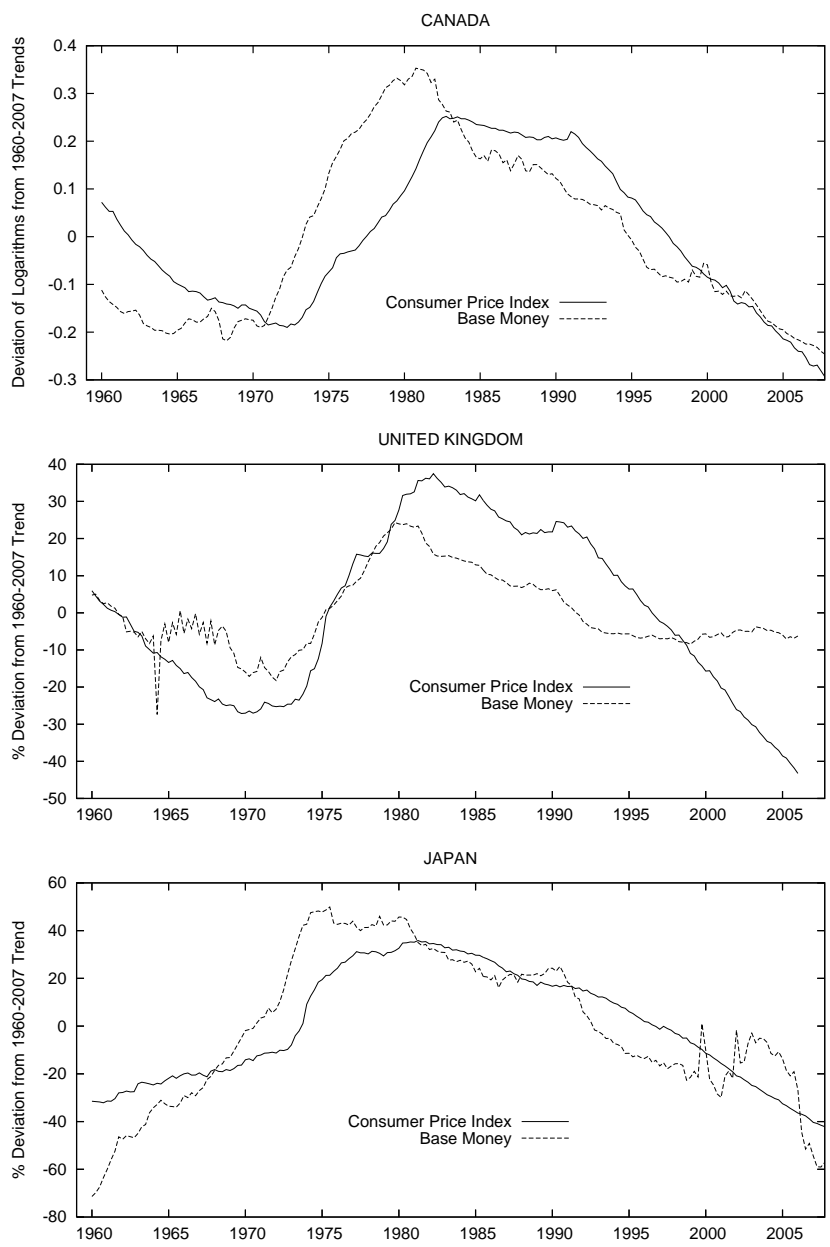 CANADA
Deviation of Logarithms from 1960-2007 Trends
0.4
0.3
0.2
0.1
0
-0.1
-0.2
-0.3
Consumer Price Index
Base Money
1960 1965 1970 1975 1980 1985 1990 1995 2000 2005
UNITED KINGDOM
% Deviation from 1960-2007 Trend
40
30
20
10
0
-10
-20
-30
-40
-50
Consumer Price Index
Base Money
1960 1965 1970 1975 1980 1985 1990 1995 2000 2005
JAPAN
% Deviation from 1960-2007 Trend
60
40
20
0
-20
-40
-60
-80
Consumer Price Index
Base Money
1960 1965 1970 1975 1980 1985 1990 1995 2000 2005